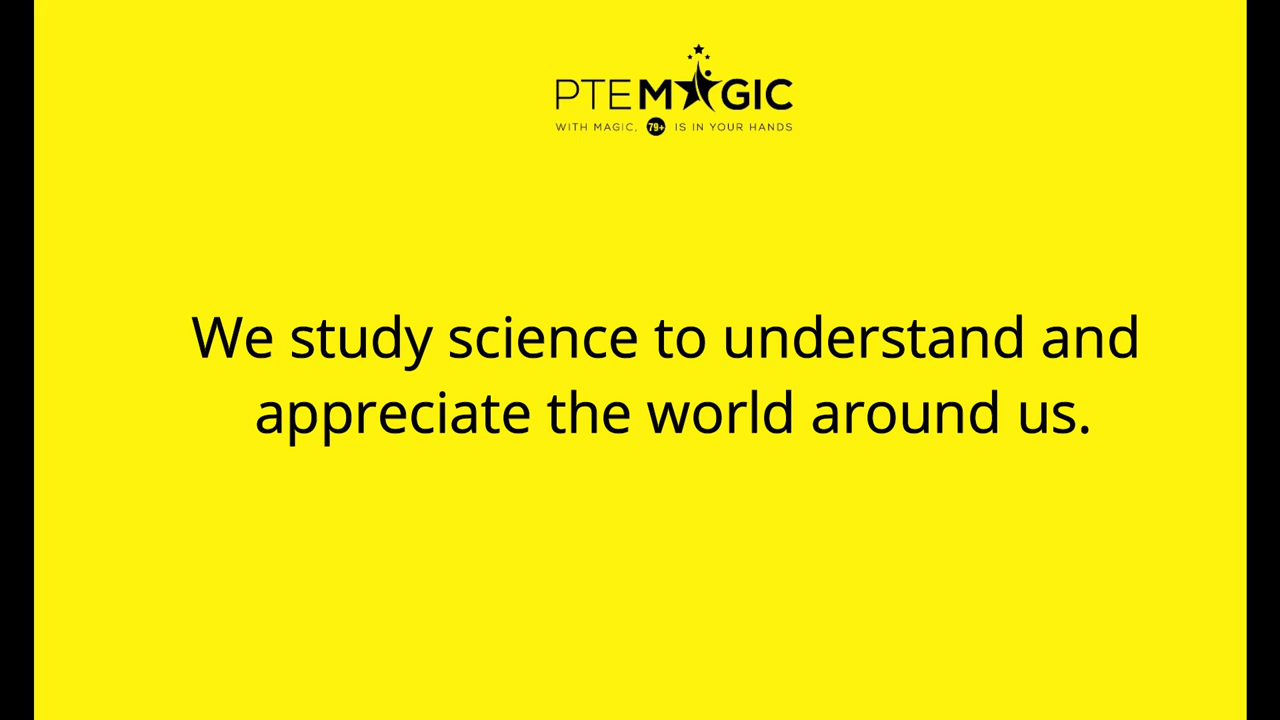 PTEMAGIC
WITH MAGIC, 79+ IS IN YOUR HANDS
We study science to understand and
appreciate the world around us.